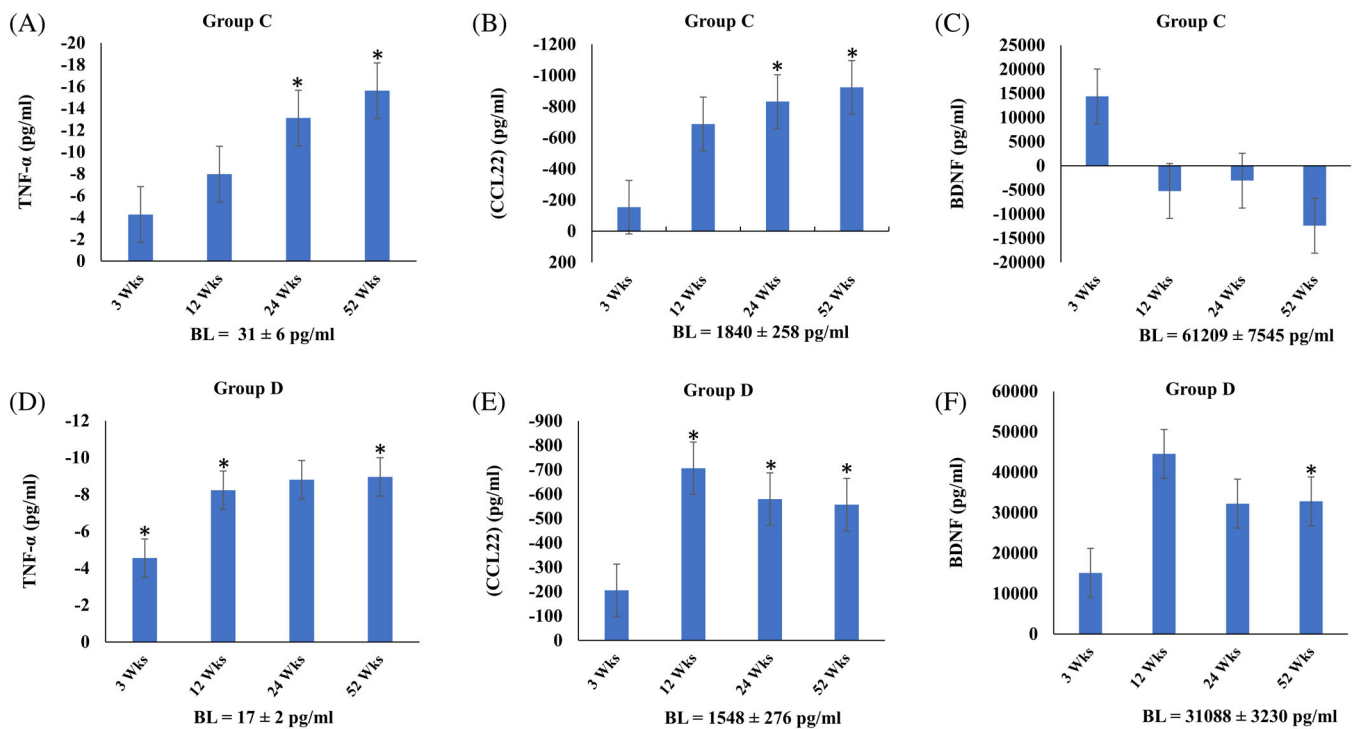 (A)
Group C
TNF-α (pg/ml)
-20
-18
-16
-14
-12
-10
-8
-6
-4
-2
0
*
*
3 Wks
12 Wks
24 Wks
52 Wks
BL = 31 ± 6 pg/ml
(B)
Group C
(CCL22) (pg/ml)
-1200
-1000
-800
-600
-400
-200
0
200
*
*
3 Wks
12 Wks
24 Wks
52 Wks
BL = 1840 ± 258 pg/ml
(C)
Group C
BDNF (pg/ml)
25000
20000
15000
10000
5000
0
-5000
-10000
-15000
-20000
3 Wks
12 Wks
24 Wks
52 Wks
BL = 61209 ± 7545 pg/ml
(D)
Group D
TNF-α (pg/ml)
-12
-10
-8
-6
-4
-2
0
*
*
*
3 Wks
12 Wks
24 Wks
52 Wks
BL = 17 ± 2 pg/ml
(E)
Group D
(CCL22) (pg/ml)
-900
-800
-700
-600
-500
-400
-300
-200
-100
0
*
*
*
3 Wks
12 Wks
24 Wks
52 Wks
BL = 1548 ± 276 pg/ml
(F)
Group D
BDNF (pg/ml)
60000
50000
40000
30000
20000
10000
0
*
3 Wks
12 Wks
24 Wks
52 Wks
BL = 31088 ± 3230 pg/ml